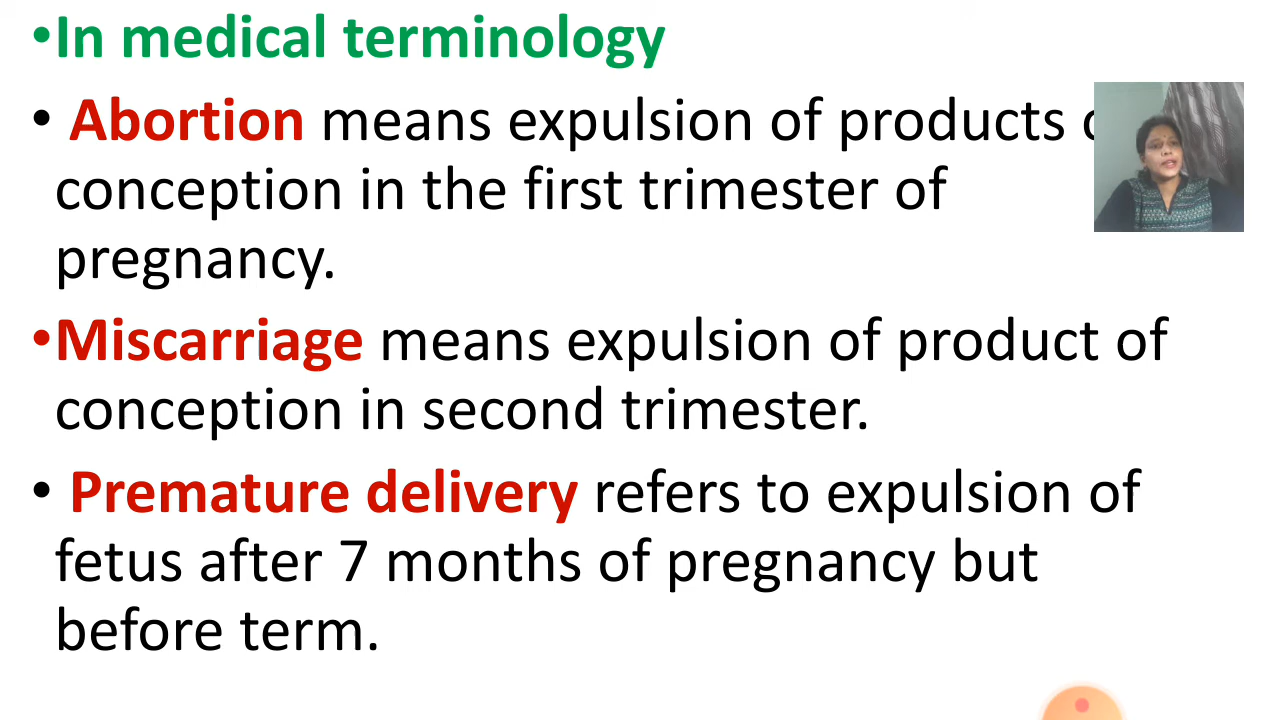 •In medical terminology
• Abortion means expulsion of products
conception in the first trimester of
pregnancy.
•Miscarriage means expulsion of product of
conception in second trimester.
• Premature delivery refers to expulsion of
fetus after 7 months of pregnancy but
before term.